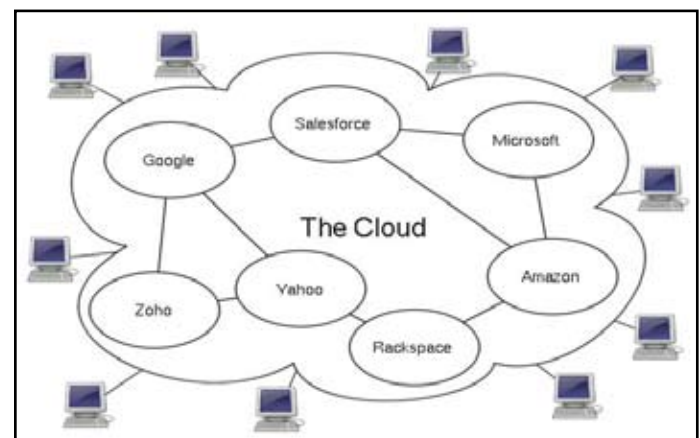 Salesforce
Microsoft
Google
The Cloud
Amazon
Yahoo
Zoho
Rackspace